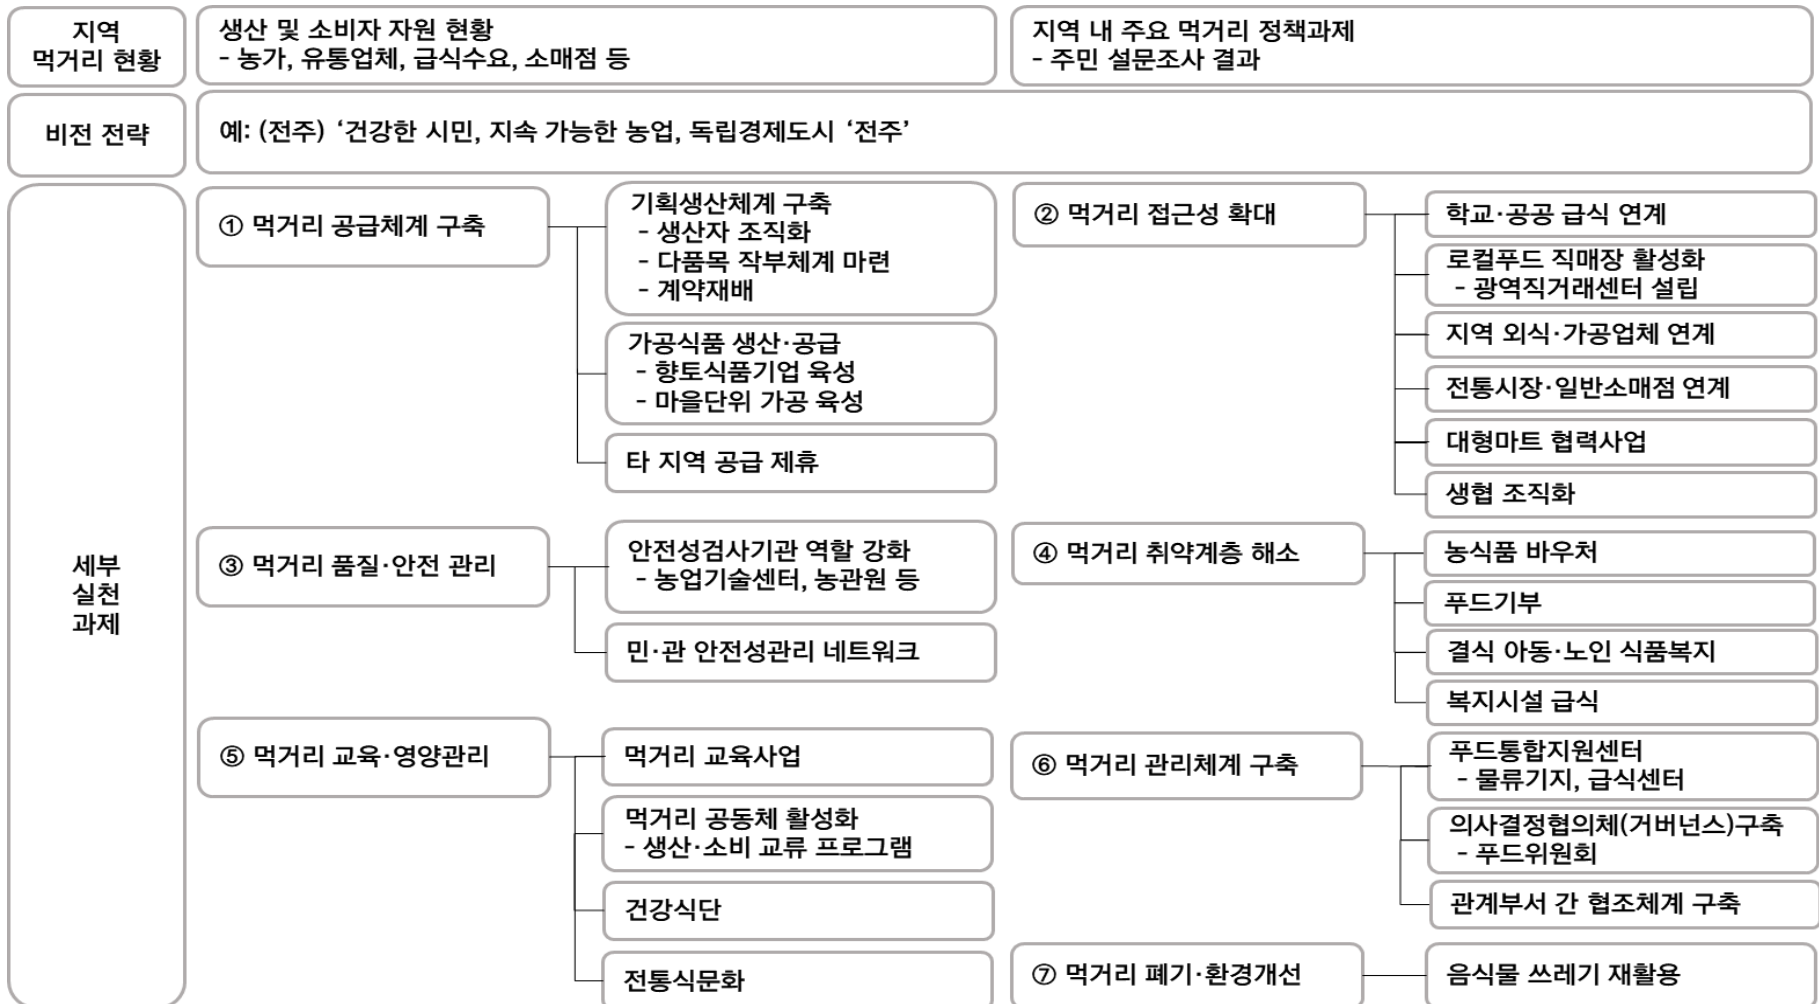 지역
먹거리 현황
생산 및 소비자 자원 현황
- 농가, 유통업체, 급식수요, 소매점 등
지역 내 주요 먹거리 정책과제
- 주민 설문조사 결과
비전 전략
예: (전주) ‘건강한 시민, 지속 가능한 농업, 독립경제도시 ‘전주’
세부
실천
과제
① 먹거리 공급체계 구축
기획생산체계 구축
- 생산자 조직화
- 다품목 작부체계 마련
- 계약재배
가공식품 생산·공급
- 향토식품기업 육성
- 마을단위 가공 육성
타 지역 공급 제휴
② 먹거리 접근성 확대
학교·공공 급식 연계
로컬푸드 직매장 활성화
- 광역직거래센터 설립
지역 외식·가공업체 연계
전통시장·일반소매점 연계
대형마트 협력사업
생협 조직화
③ 먹거리 품질·안전 관리
안전성검사기관 역할 강화
- 농업기술센터, 농관원 등
민·관 안전성관리 네트워크
④ 먹거리 취약계층 해소
농식품 바우처
푸드기부
결식 아동·노인 식품복지
복지시설 급식
⑤ 먹거리 교육·영양관리
먹거리 교육사업
먹거리 공동체 활성화
- 생산·소비 교류 프로그램
건강식단
전통식문화
⑥ 먹거리 관리체계 구축
푸드통합지원센터
- 물류기지, 급식센터
의사결정협의체(거버넌스)구축
- 푸드위원회
관계부서 간 협조체계 구축
⑦ 먹거리 폐기·환경개선
음식물 쓰레기 재활용